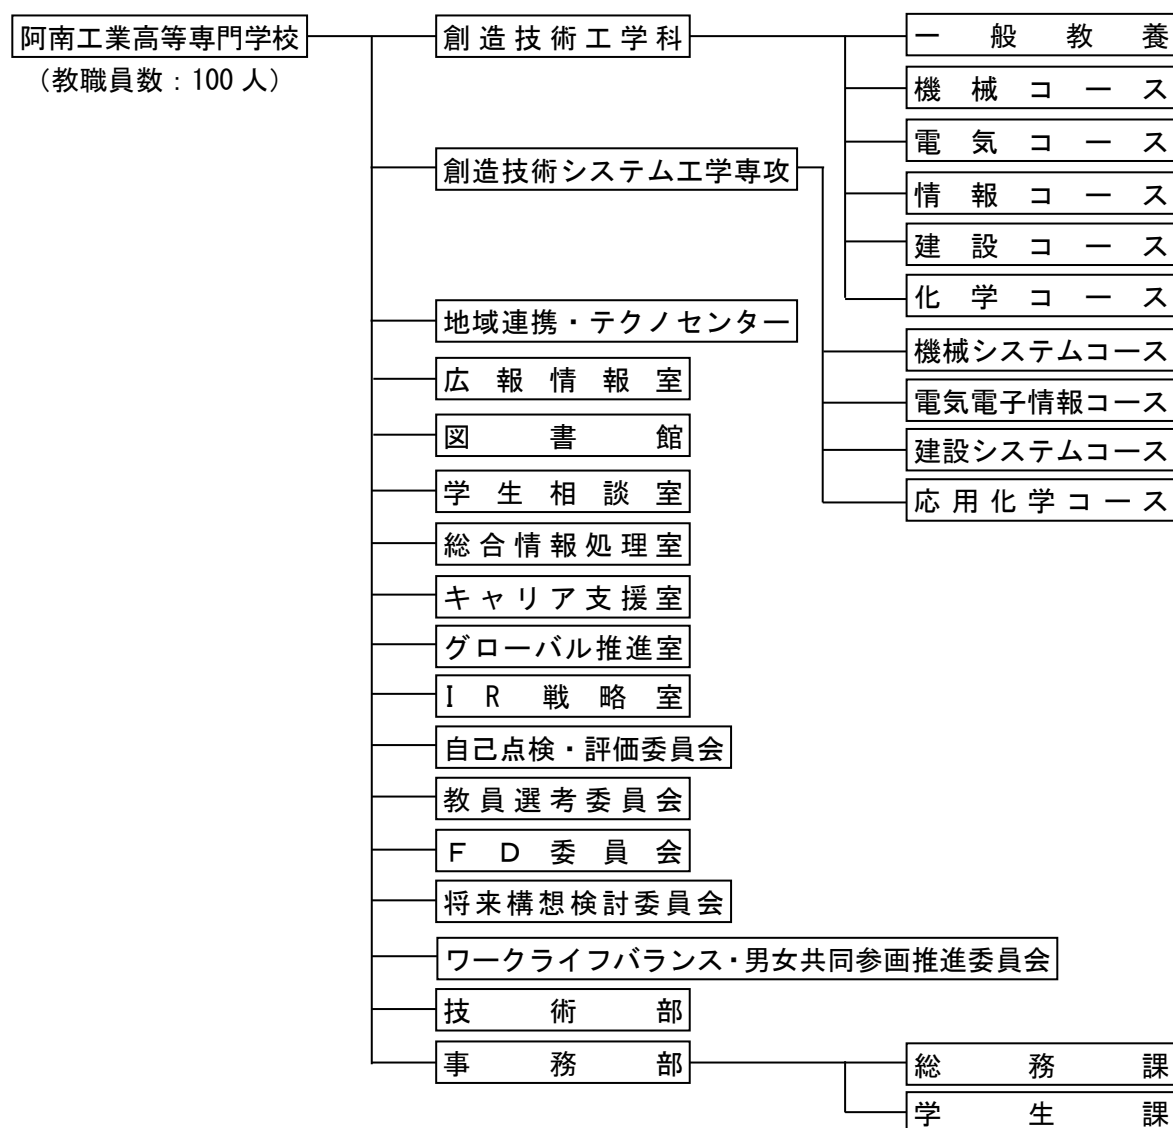 阿南工業高等専門学校
（教職員数：100人）
創造技術工学科
一般教養
機械コース
電気コース
情報コース
建設コース
化学コース
創造技術システム工学専攻
機械システムコース
電気電子情報コース
建設システムコース
応用化学コース
地域連携・テクノセンター
広報情報室
図書館
学生相談室
総合情報処理室
キャリア支援室
グローバル推進室
IR戦略室
自己点検・評価委員会
教員選考委員会
ＦＤ委員会
将来構想検討委員会
ワークライフバランス・男女共同参画推進委員会
技術部
事務部
総務課
学生課